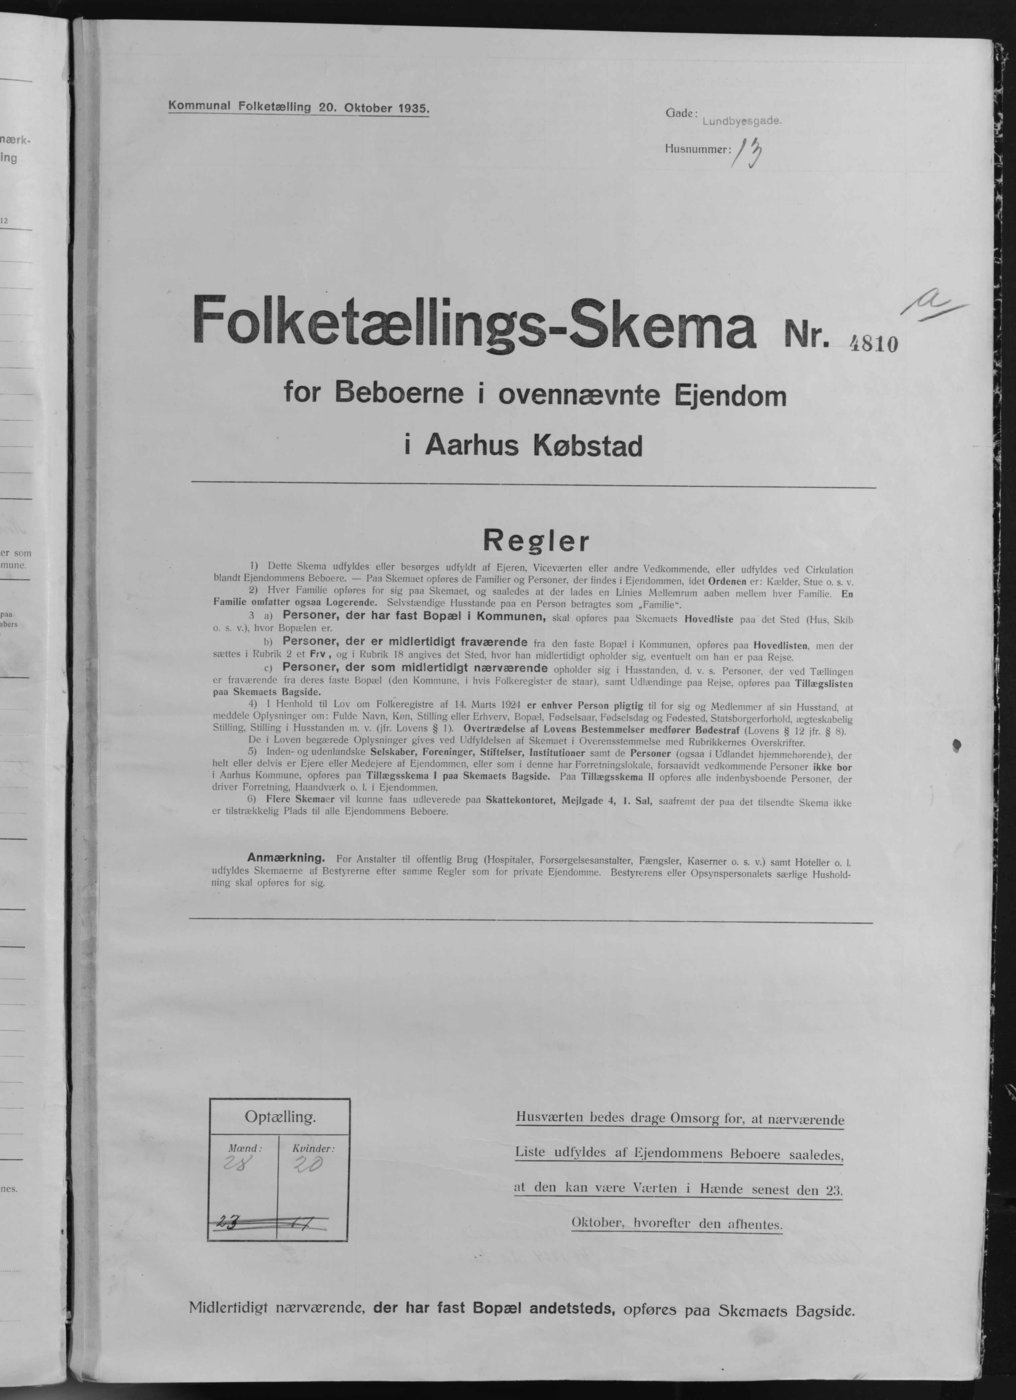 Kommunal Folketælling 20. Oktober 1935.
Gade: Lundbyesgade.
Husnummer: 13
a
Folketællings-Skema Nr. 4810
for Beboerne i ovennævnte Ejendom
i Aarhus Købstad
Regler
1) Dette Skema udfyldes eller besørges udfyldt af Ejeren, Viceværten eller andre Vedkommende, eller udfyldes ved Cirkulation
blandt Ejendommens Beboere. — Paa Skemaet opføres de Familier og Personer, der findes i Ejendommen, idet Ordenen er: Kælder, Stue o. s. v.
2) Hver Familie opføres for sig paa Skemaet, og saaledes at der lades en Linies Mellemrum aaben mellem hver Familie. En
Familie omfatter ogsaa Logerende. Selvstændige Husstande paa en Person betragtes som „Familie“.
3 a) Personer, der har fast Bopæl i Kommunen, skal opføres paa Skemaets Hovedliste paa det Sted (Hus, Skib
o. s. v.), hvor Bopælen er.
b) Personer, der er midlertidigt fraværende fra den faste Bopæl i Kommunen, opføres paa Hovedlisten, men der
sættes i Rubrik 2 et Frv, og i Rubrik 18 angives det Sted, hvor han midlertidigt opholder sig, eventuelt om han er paa Rejse.
c) Personer, der som midlertidigt nærværende opholder sig i Husstanden, d. v. s. Personer, der ved Tællingen
er fraværende fra deres faste Bopæl (den Kommune, i hvis Folkeregister de staar), samt Udlændinge paa Rejse, opføres paa Tillægslisten
paa Skemaets Bagside.
4) I Henhold til Lov om Folkeregistre af 14. Marts 1924 er enhver Person pligtig til for sig og Medlemmer af sin Husstand, at
meddele Oplysninger om: Fulde Navn, Køn, Stilling eller Erhverv, Bopæl, Fødselsaar, Fødselsdag og Fødested, Statsborgerforhold, ægteskabelig
Stilling, Stilling i Husstanden m. v. (jfr. Lovens § 1). Overtrædelse af Lovens Bestemmelser medfører Bødestraf (Lovens § 12 jfr. § 8).
De i Loven begærede Oplysninger gives ved Udfyldelsen af Skemaet i Overensstemmelse med Rubrikkernes Overskrifter.
5) Inden- og udenlandske Selskaber, Foreninger, Stiftelser, Institutioner samt de Personer (ogsaa i Udlandet hjemmehørende), der
helt eller delvis er Ejere eller Medejere af Ejendommen, eller som i denne har Forretningslokale, forsaavidt vedkommende Personer ikke bor
i Aarhus Kommune, opføres paa Tillægsskema I paa Skemaets Bagside. Paa Tillægsskema II opføres alle indenbysboende Personer, der
driver Forretning, Haandværk o. l. i Ejendommen.
6) Flere Skemaer vil kunne faas udleverede paa Skattekontoret, Mejlgade 4, 1. Sal, saafremt der paa det tilsendte Skema ikke
er tilstrækkelig Plads til alle Ejendommens Beboere.
Anmærkning. For Anstalter til offentlig Brug (Hospitaler, Forsørgelsesanstalter, Fængsler, Kaserner o. s. v.) samt Hoteller o. l.
udfyldes Skemaerne af Bestyrerne efter samme Regler som for private Ejendomme. Bestyrerens eller Opsynspersonalets særlige Hushold-
ning skal opføres for sig.
Optælling.
Mænd: Kvinder:
28 20
23 17
Husværten bedes drage Omsorg for, at nærværende
Liste udfyldes af Ejendommens Beboere saaledes,
at den kan være Værten i Hænde senest den 23.
Oktober, hvorefter den afhentes.
Midlertidigt nærværende, der har fast Bopæl andetsteds, opføres paa Skemaets Bagside.
nærk-
ing
12
er som
mune.
paa
nes.